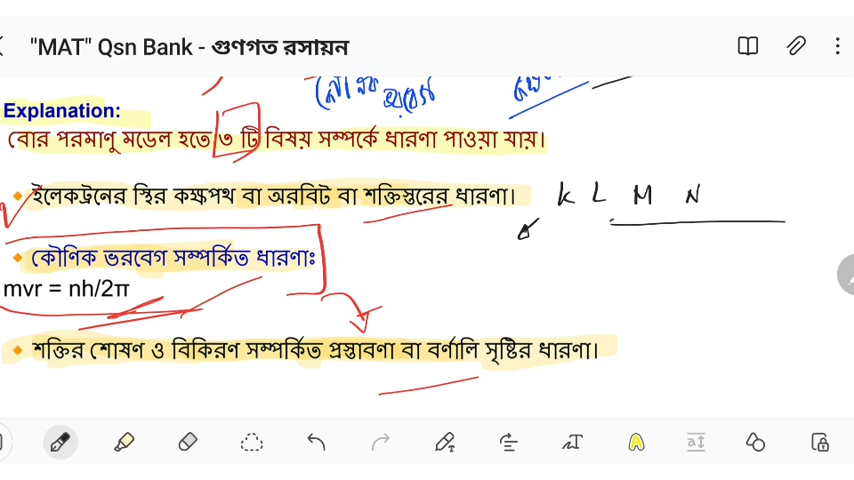 "MAT" Qsn Bank - গুণগত রসায়ন
কৌণিক ভরবেগ
Explanation:
বোর পরমাণু মডেল হতে ৩ টি বিষয় সম্পর্কে ধারণা পাওয়া যায়।
ইলেকট্রনের স্থির কক্ষপথ বা অরবিট বা শক্তিস্তরের ধারণা। K L M N
কৌণিক ভরবেগ সম্পর্কিত ধারণাঃ
mvr = nh/2π
শক্তির শোষণ ও বিকিরণ সম্পর্কিত প্রস্তাবনা বা বর্ণালি সৃষ্টির ধারণা।